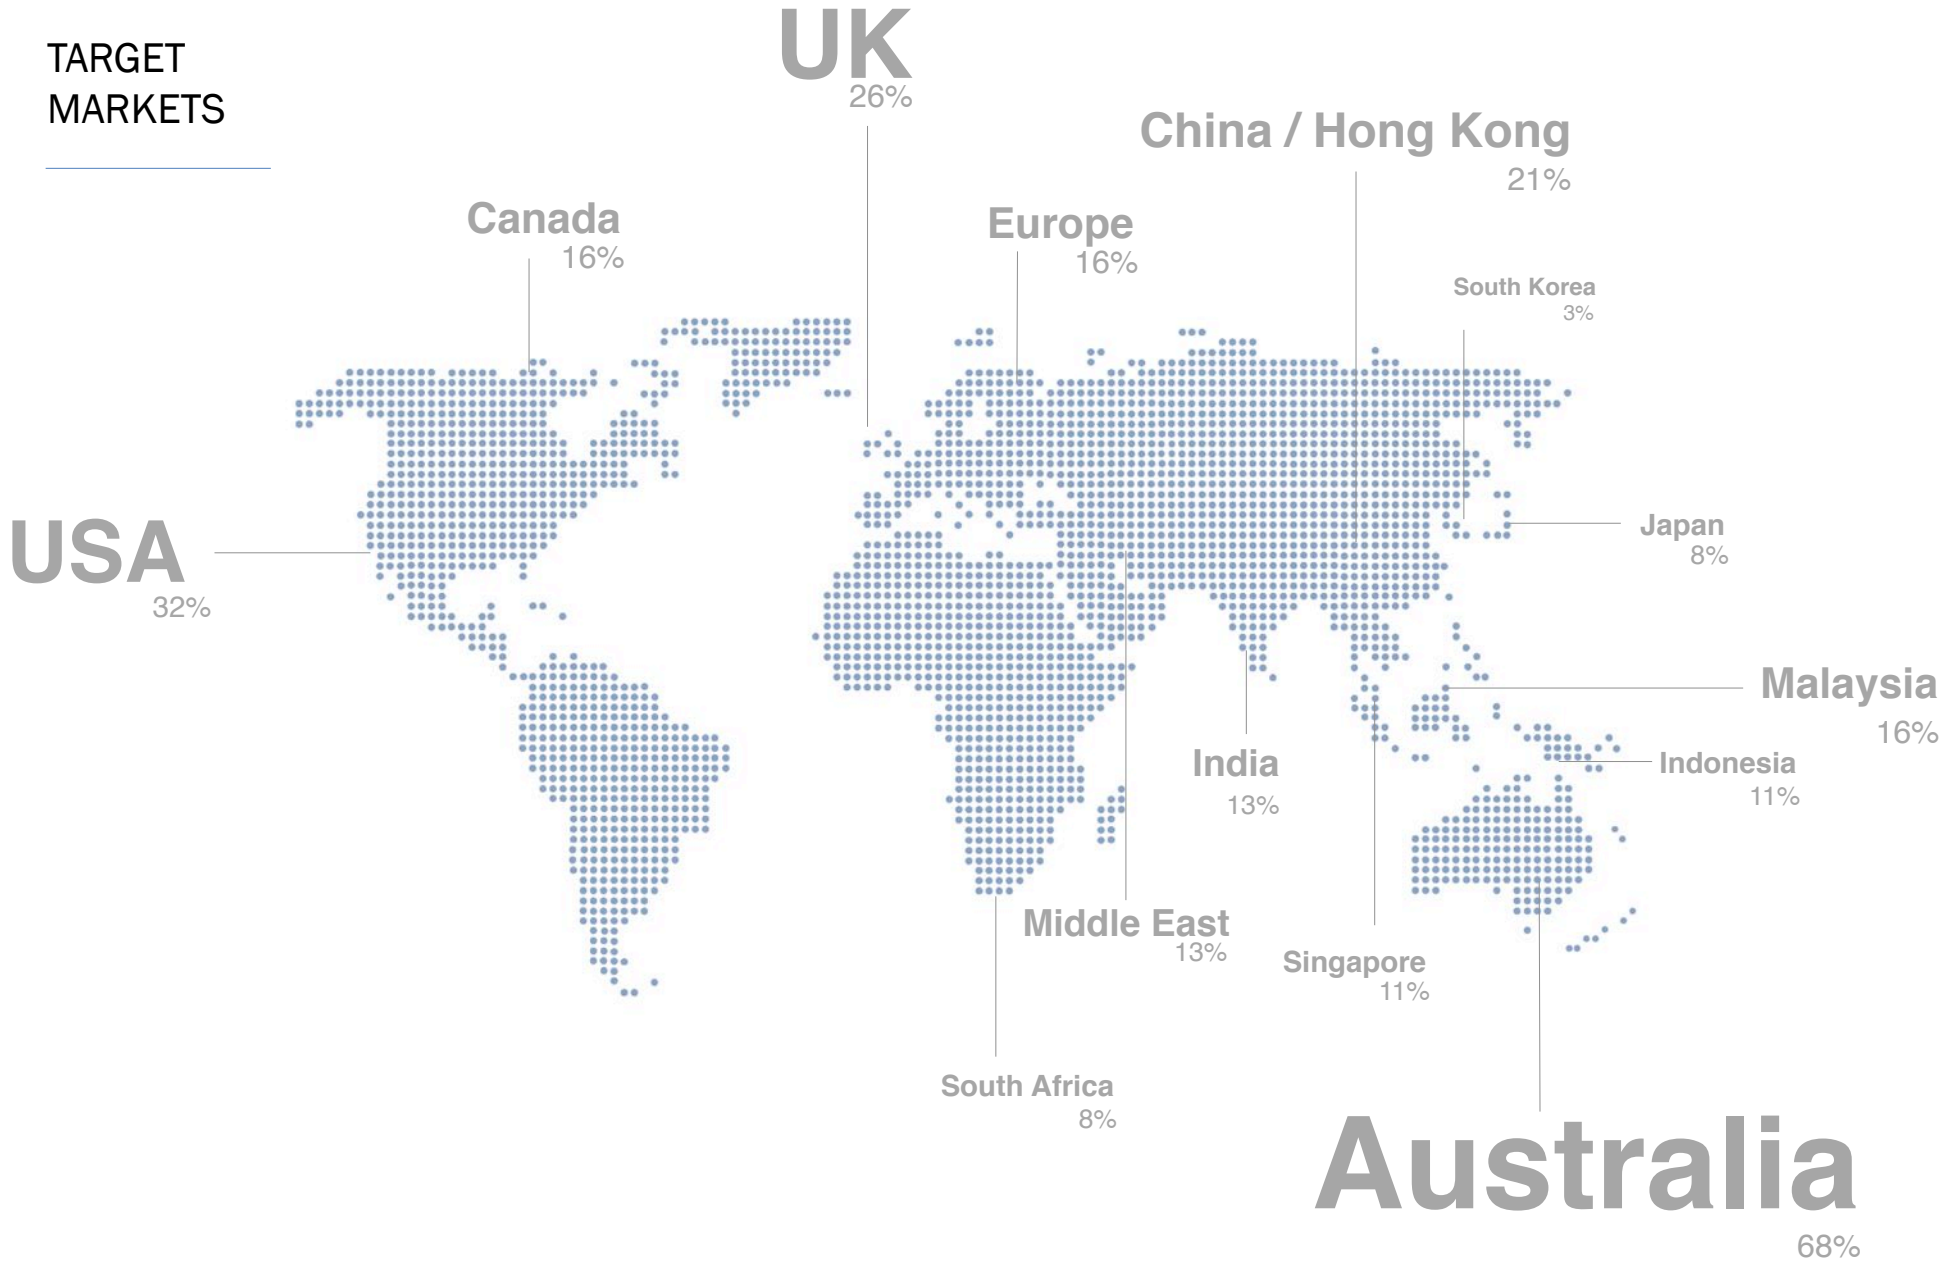 TARGET
MARKETS
UK
26%
China / Hong Kong
21%
Canada
16%
Europe
16%
South Korea
3%
USA
32%
Japan
8%
Malaysia
16%
India
13%
Indonesia
11%
Middle East
13%
Singapore
11%
South Africa
8%
Australia
68%